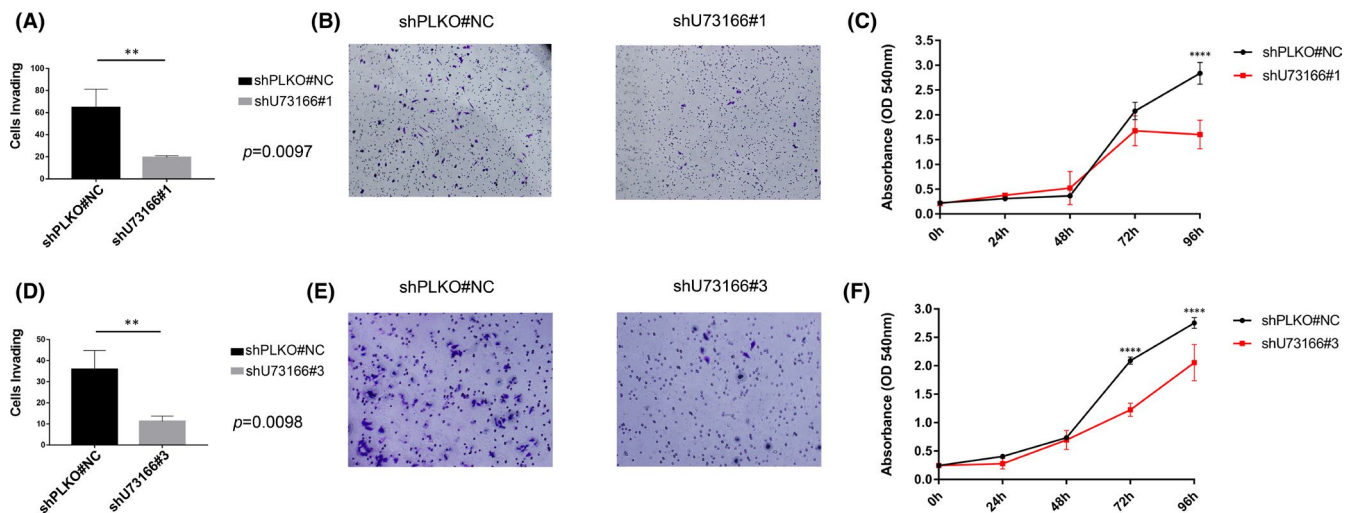 (A)
**
Cells Invading
100
80
60
40
20
0
shPLKO#NC
shU73166#1
shPLKO#NC
shU73166#1
p=0.0097
(B)
shPLKO#NC
shU73166#1
(C)
Absorbance (OD 540nm)
3.5
3.0
2.5
2.0
1.5
1.0
0.5
0.0
0h
24h
48h
72h
96h
****
shPLKO#NC
shU73166#1
(D)
**
Cells Invading
50
40
30
20
10
0
shPLKO#NC
shU73166#3
shPLKO#NC
shU73166#3
p=0.0098
(E)
shPLKO#NC
shU73166#3
(F)
Absorbance (OD 540nm)
3.0
2.5
2.0
1.5
1.0
0.5
0.0
0h
24h
48h
72h
96h
****
****
shPLKO#NC
shU73166#3